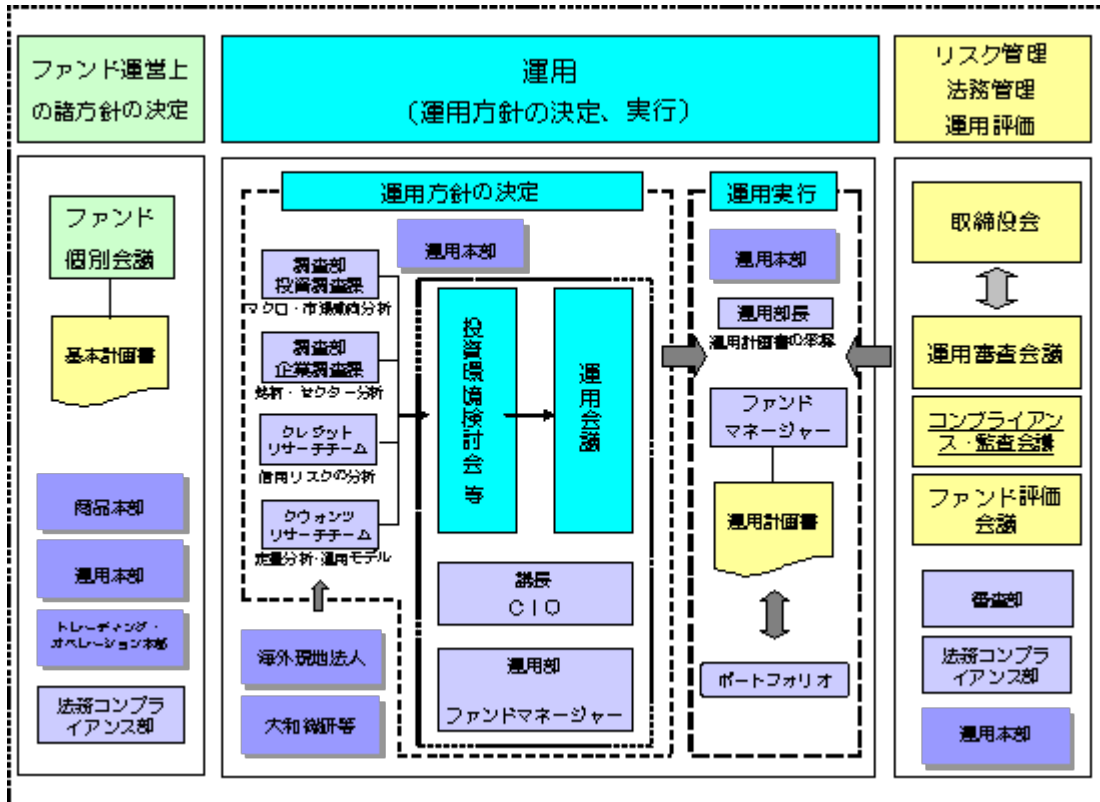 ファンド運営上
の諸方針の決定
運用
(運用方針の決定、実行)
リスク管理
法務管理
運用評価
ファンド
個別会議
基本計画書
商品本部
運用本部
トレーディング・
オペレーション本部
法務コンプラ
イアンス部
運用方針の決定
運用本部
調査部
投資調査課
マクロ・市場動向分析
調査部
企業調査課
銘柄・セクター分析
クレジット
リサーチチーム
信用リスクの分析
クウォンツ
リサーチチーム
定量分析・運用モデル
海外現地法人
大和総研等
投資環境検討会 等
運用会議
議長
CIO
運用部
ファンドマネージャー
運用実行
運用本部
運用部長
運用計画書の承認
ファンド
マネージャー
運用計画書
ポートフォリオ
取締役会
運用審査会議
コンプライアン
ス・監査会議
ファンド評価
会議
審査部
法務コンプラ
イアンス部
運用本部